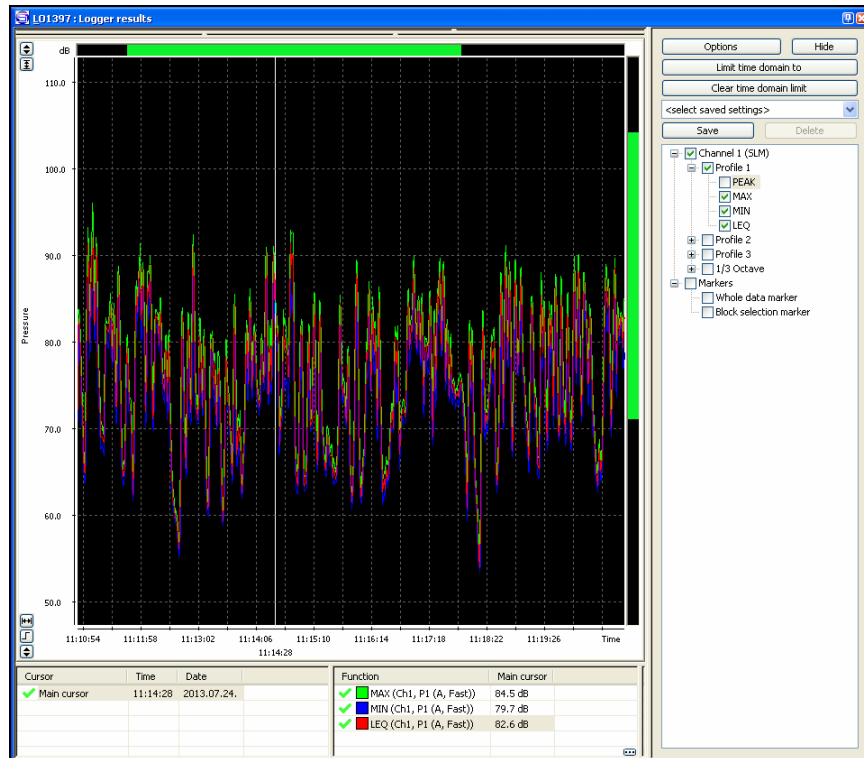 LO1397 : Logger results
dB
110.0
100.0
90.0
80.0
70.0
60.0
50.0
Pressure
11:10:54 11:11:58 11:13:02 11:14:06 11:15:10 11:16:14 11:17:18 11:18:22 11:19:26 Time
11:14:28
Cursor Time Date
Main cursor 11:14:28 2013.07.24.
Function Main cursor
MAX (Ch1, P1 (A, Fast)) 84.5 dB
MIN (Ch1, P1 (A, Fast)) 79.7 dB
LEQ (Ch1, P1 (A, Fast)) 82.6 dB
Options Hide
Limit time domain to
Clear time domain limit
<select saved settings>
Save Delete
Channel 1 (SLM)
Profile 1
PEAK
MAX
MIN
LEQ
Profile 2
Profile 3
1/3 Octave
Markers
Whole data marker
Block selection marker